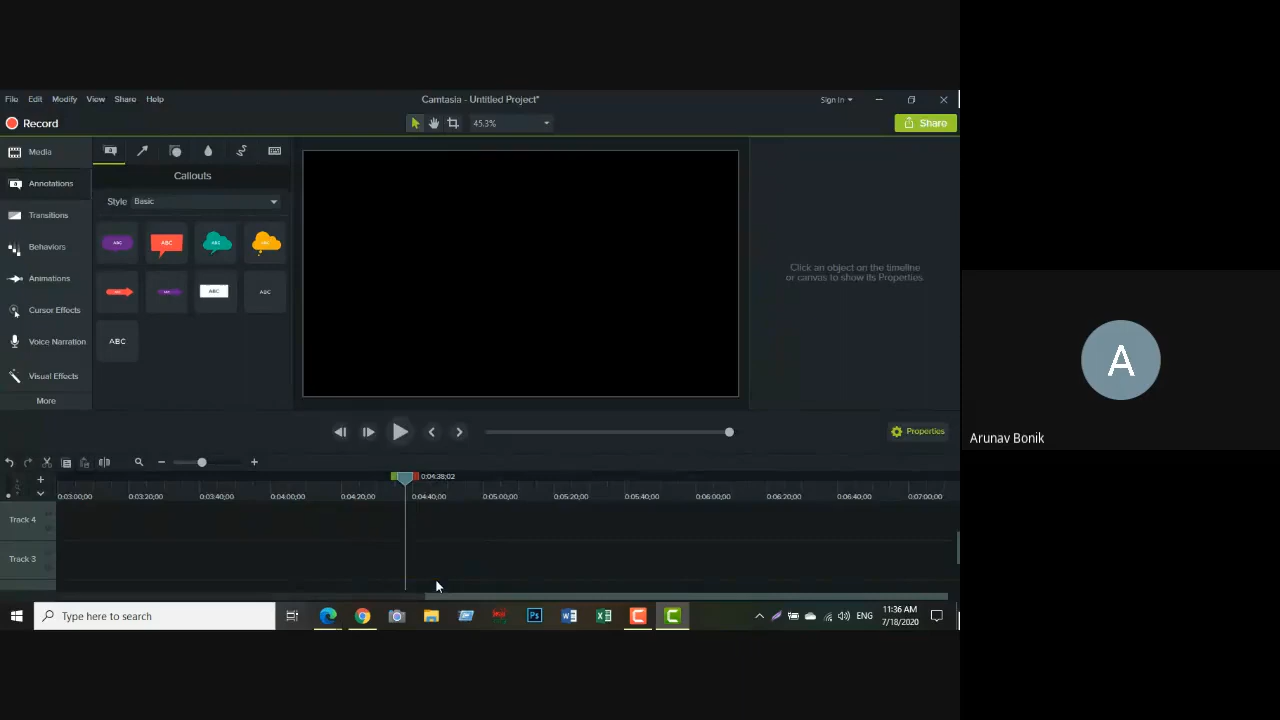 File Edit Modify View Share Help
Camtasia - Untitled Project*
Sign In
Record
45.3%
Share
Media
Annotations
Transitions
Behaviors
Animations
Cursor Effects
Voice Narration
Visual Effects
More
Callouts
Style Basic
ABC ABC ABC ABC
ABC ABC
ABC
Click an object on the timeline
or canvas to show its Properties
Properties
0:04:38;02
0:03:00;00 0:03:20;00 0:03:40;00 0:04:00;00 0:04:20;00 0:04:40;00 0:05:00;00 0:05:20;00 0:05:40;00 0:06:00;00 0:06:20;00 0:06:40;00 0:07:00;00
Track 4
Track 3
Type here to search
Ps
ENG
11:36 AM
7/18/2020
A
Arunav Bonik